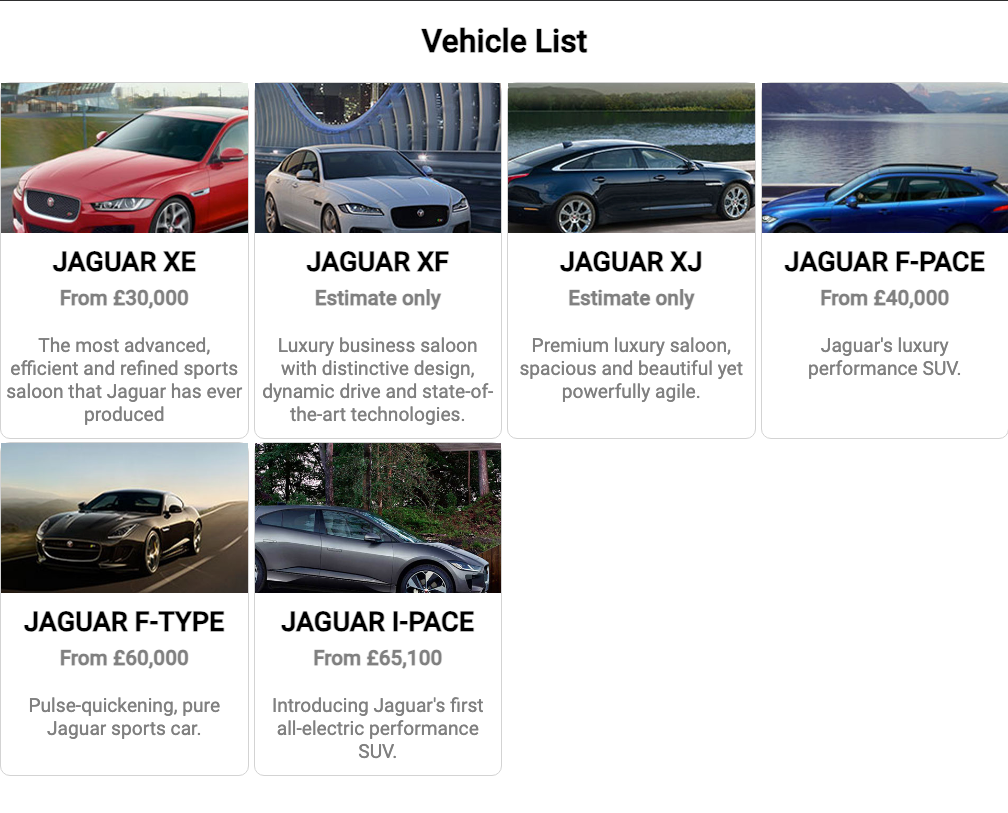 Vehicle List
JAGUAR XE
From £30,000
The most advanced,
efficient and refined sports
saloon that Jaguar has ever
produced
JAGUAR XF
Estimate only
Luxury business saloon
with distinctive design,
dynamic drive and state-of-
the-art technologies.
JAGUAR XJ
Estimate only
Premium luxury saloon,
spacious and beautiful yet
powerfully agile.
JAGUAR F-PACE
From £40,000
Jaguar's luxury
performance SUV.
JAGUAR F-TYPE
From £60,000
Pulse-quickening, pure
Jaguar sports car.
JAGUAR I-PACE
From £65,100
Introducing Jaguar's first
all-electric performance
SUV.